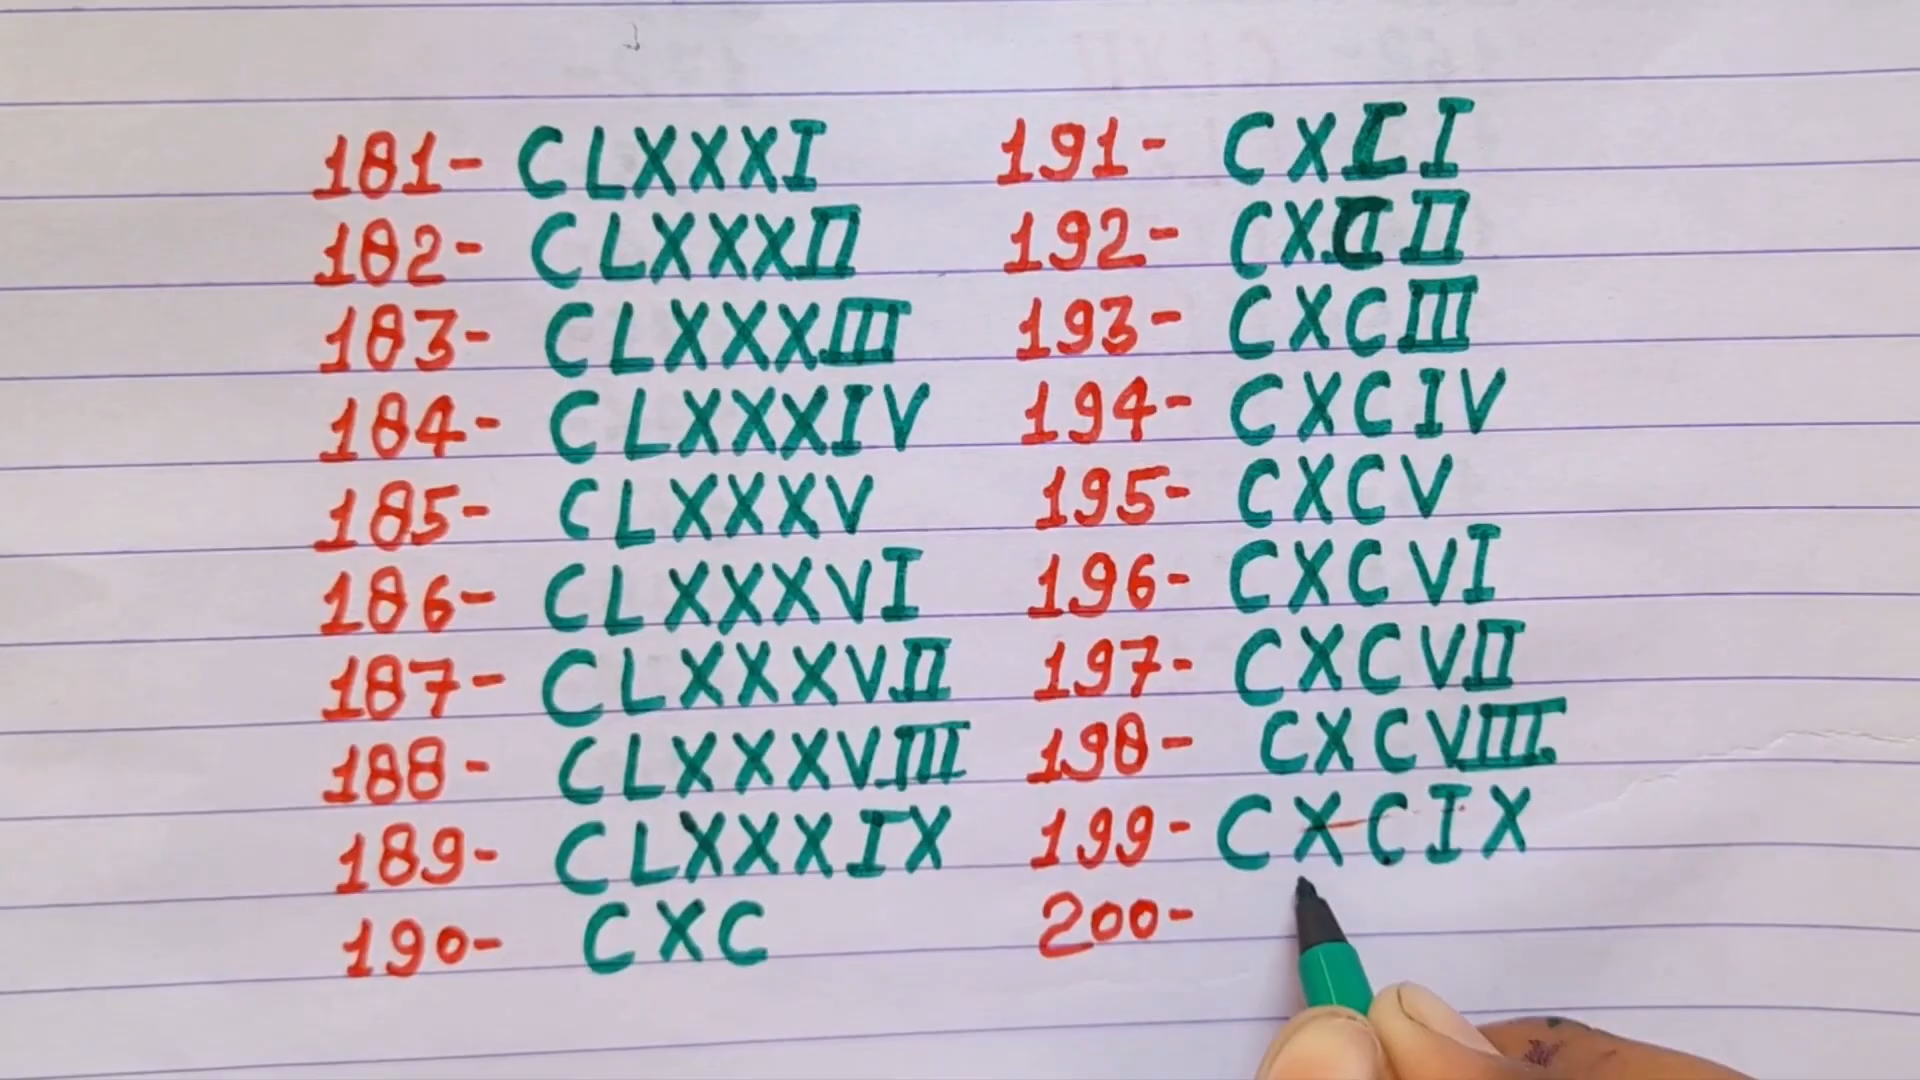 181- CLXXXI
182- CLXXXII
183- CLXXXIII
184- CLXXXIV
185- CLXXXV
186- CLXXXVI
187- CLXXXVII
188- CLXXXVIII
189- CLXXXIX
190- CXC
191- CXCI
192- CXCII
193- CXCIII
194- CXCIV
195- CXCV
196- CXCVI
197- CXCVII
198- CXCVIII
199- CXCIX
200-